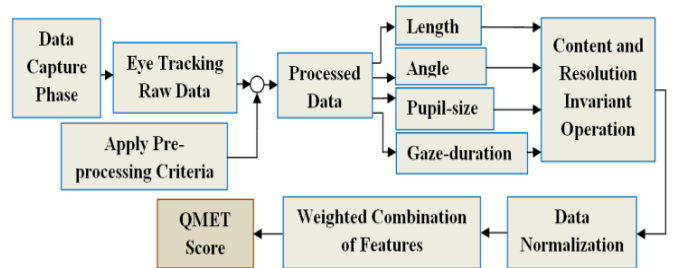 Data
Capture
Phase
Eye Tracking
Raw Data
Apply Pre-
processing Criteria
Processed
Data
Length
Angle
Pupil-size
Gaze-duration
Content and
Resolution
Invariant
Operation
QMET
Score
Weighted Combination
of Features
Data
Normalization